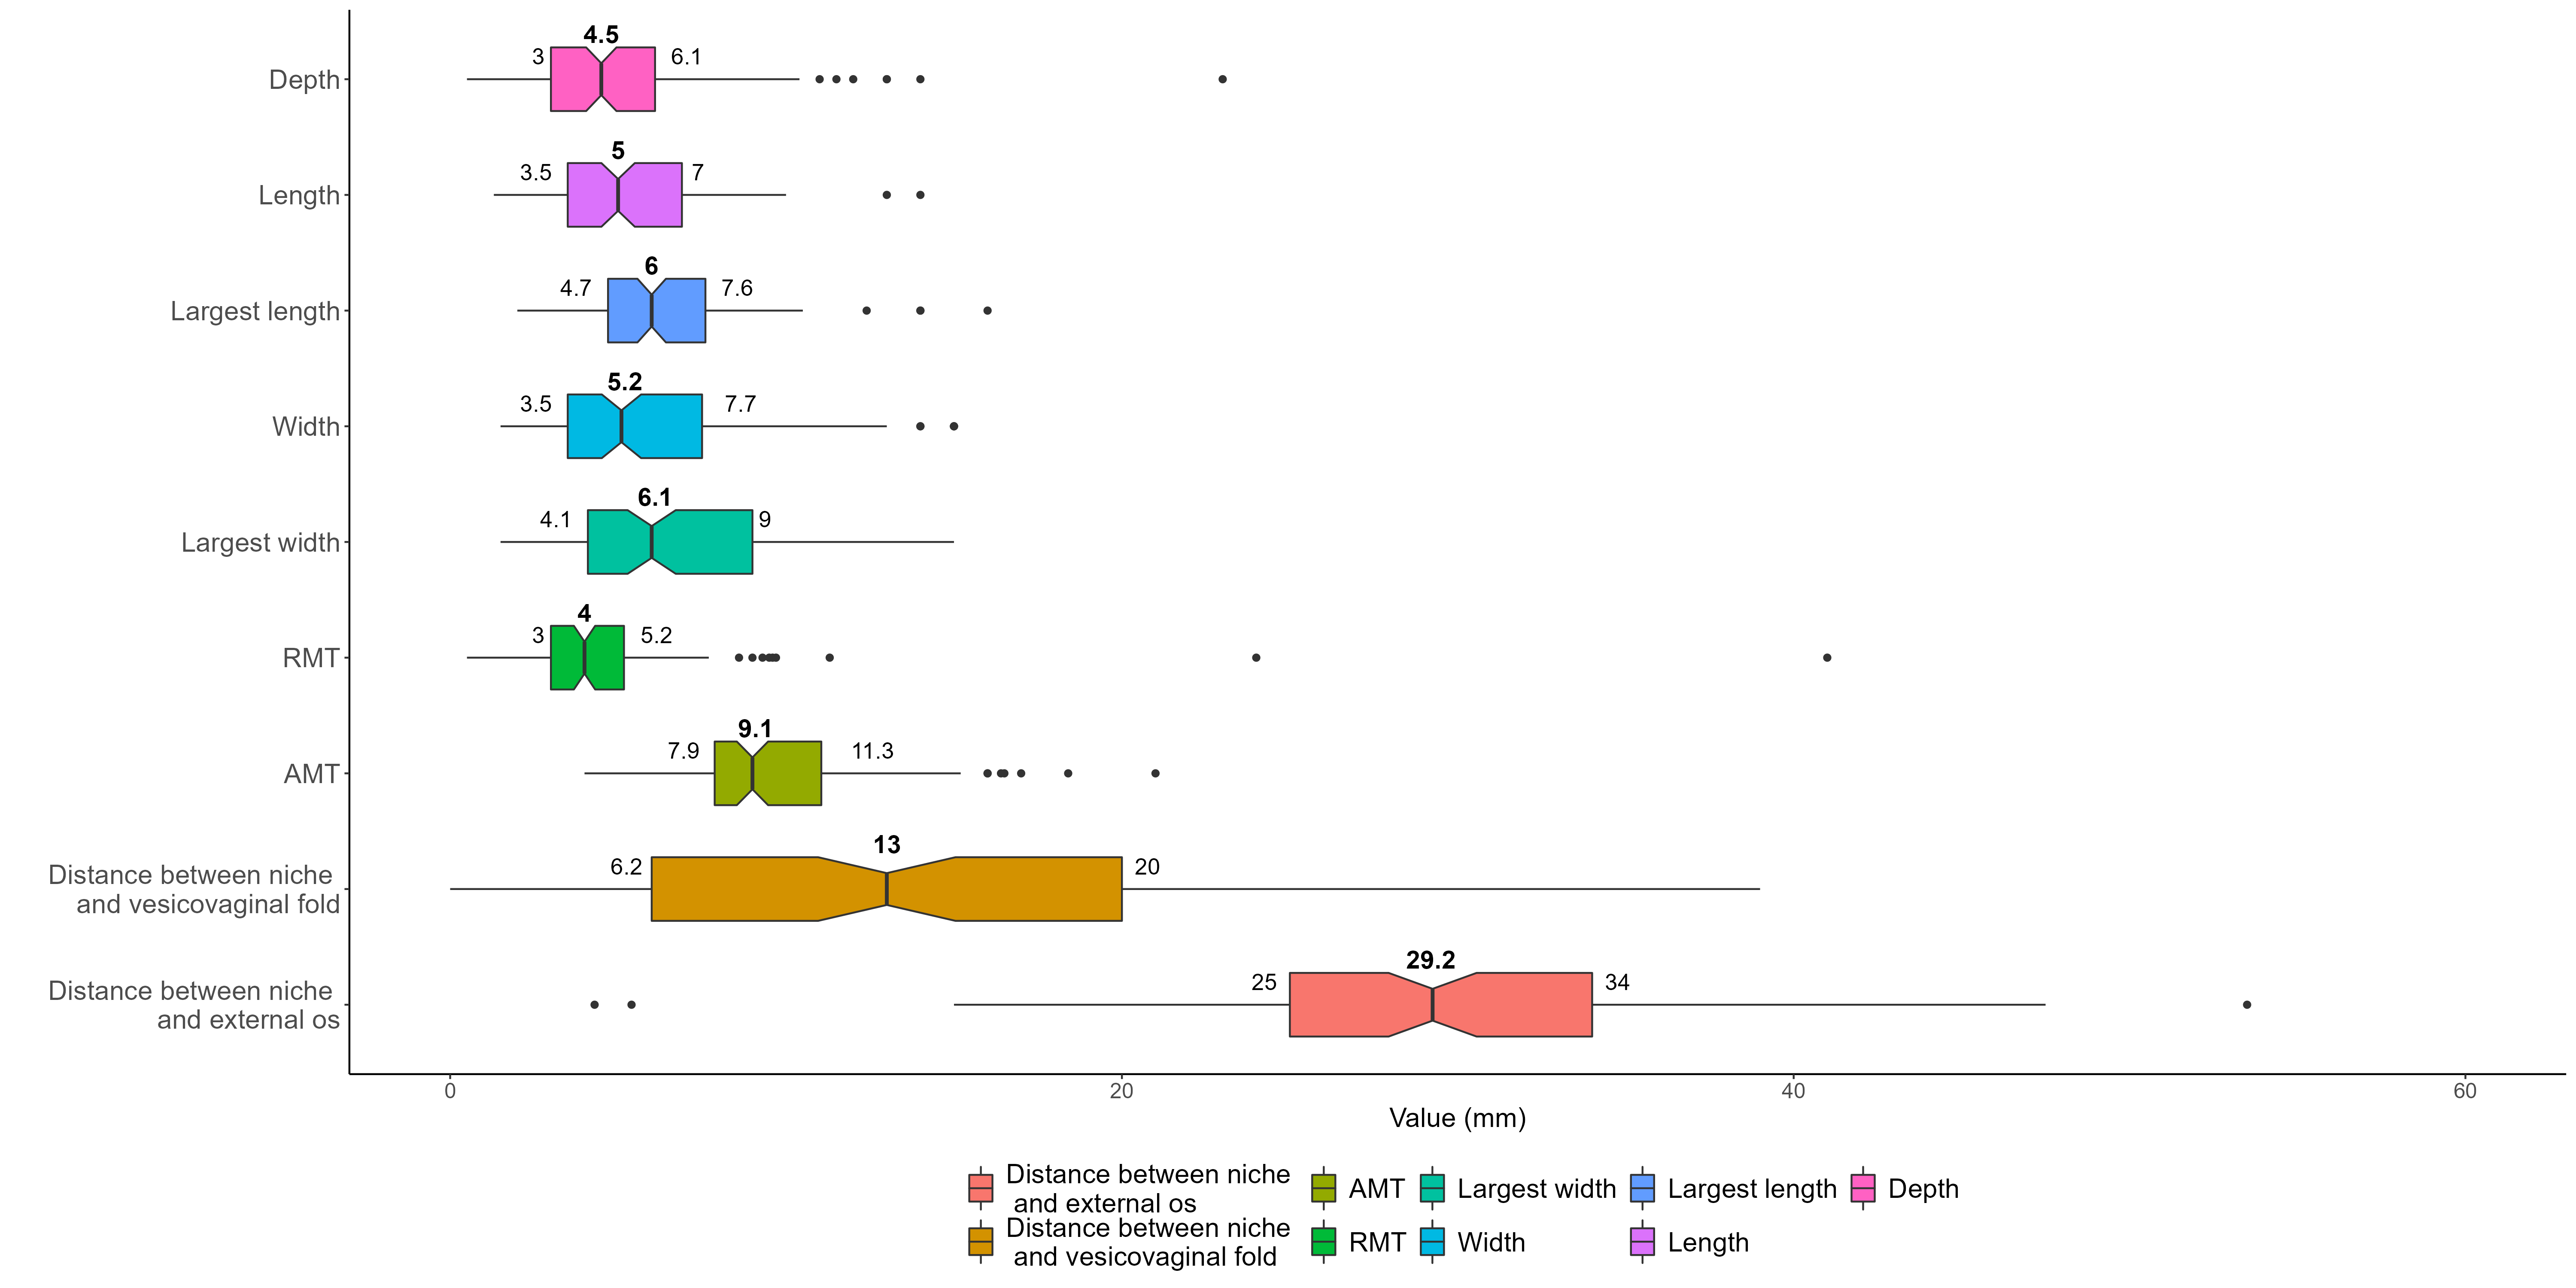 4.5
3
6.1
Depth
5
3.5
7
Length
6
4.7
7.6
Largest length
5.2
3.5
7.7
Width
6.1
4.1
9
Largest width
4
3
5.2
RMT
9.1
7.9
11.3
AMT
13
6.2
20
Distance between niche
and vesicovaginal fold
29.2
25
34
Distance between niche
and external os
0 20 40 60
Value (mm)
Distance between niche
and external os
AMT
Largest width
Largest length
Depth
Distance between niche
and vesicovaginal fold
RMT
Width
Length